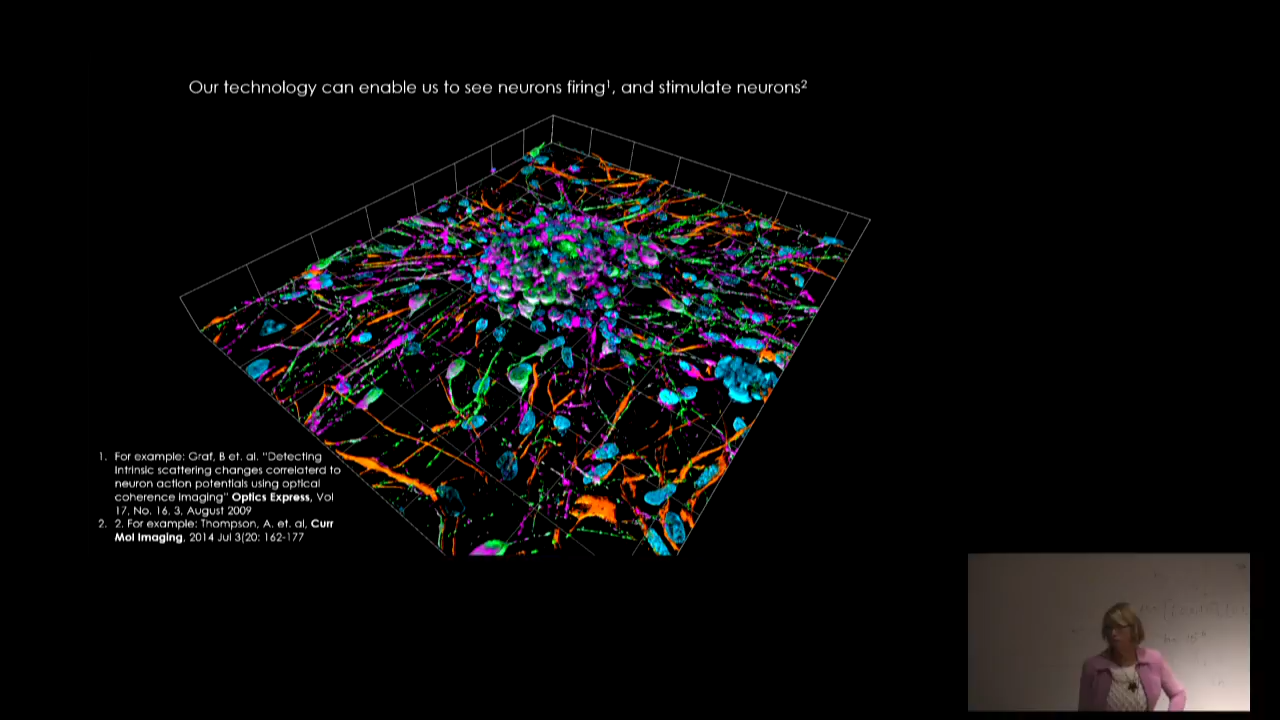 Our technology can enable us to see neurons firing¹, and stimulate neurons²
1. For example: Graf, B et. al. "Detecting
Intrinsic scattering changes correlaterd to
neuron action potentials using optical
coherence imaging" Optics Express, Vol
17, No. 16. 3, August 2009
2. 2. For example: Thompson, A. et. al, Curr
Mol Imaging, 2014 Jul 3(20: 162-177